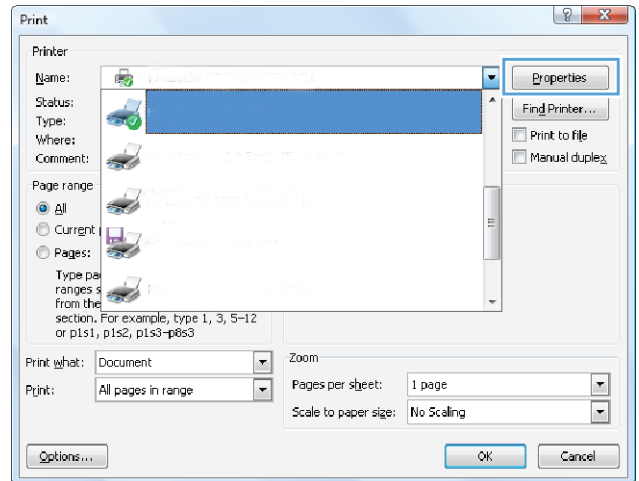 Print
Printer
Name:
Properties
Status:
Find Printer...
Type:
Where:
Print to file
Comment:
Manual duplex
Page range
All
Current
Pages:
Type
ranges
from the
section. For example, type 1, 3, 5–12
or p1s1, p1s2, p1s3–p8s3
Print what: Document
Print: All pages in range
Zoom
Pages per sheet: 1 page
Scale to paper size: No Scaling
Options...
OK
Cancel